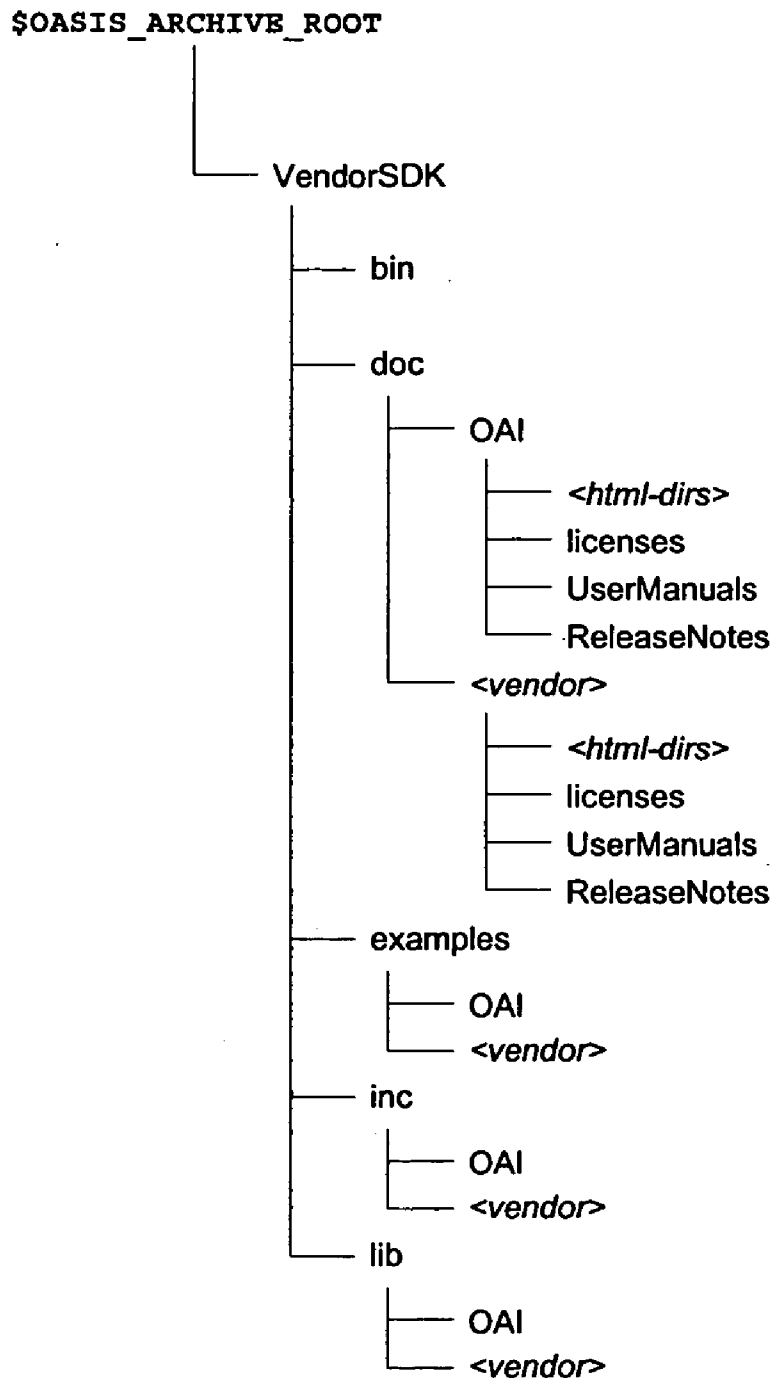 $OASIS_ARCHIVE_ROOT
VendorSDK
bin
doc
OAI
<html-dirs>
licenses
UserManuals
ReleaseNotes
<vendor>
<html-dirs>
licenses
UserManuals
ReleaseNotes
examples
OAI
<vendor>
inc
OAI
<vendor>
lib
OAI
<vendor>